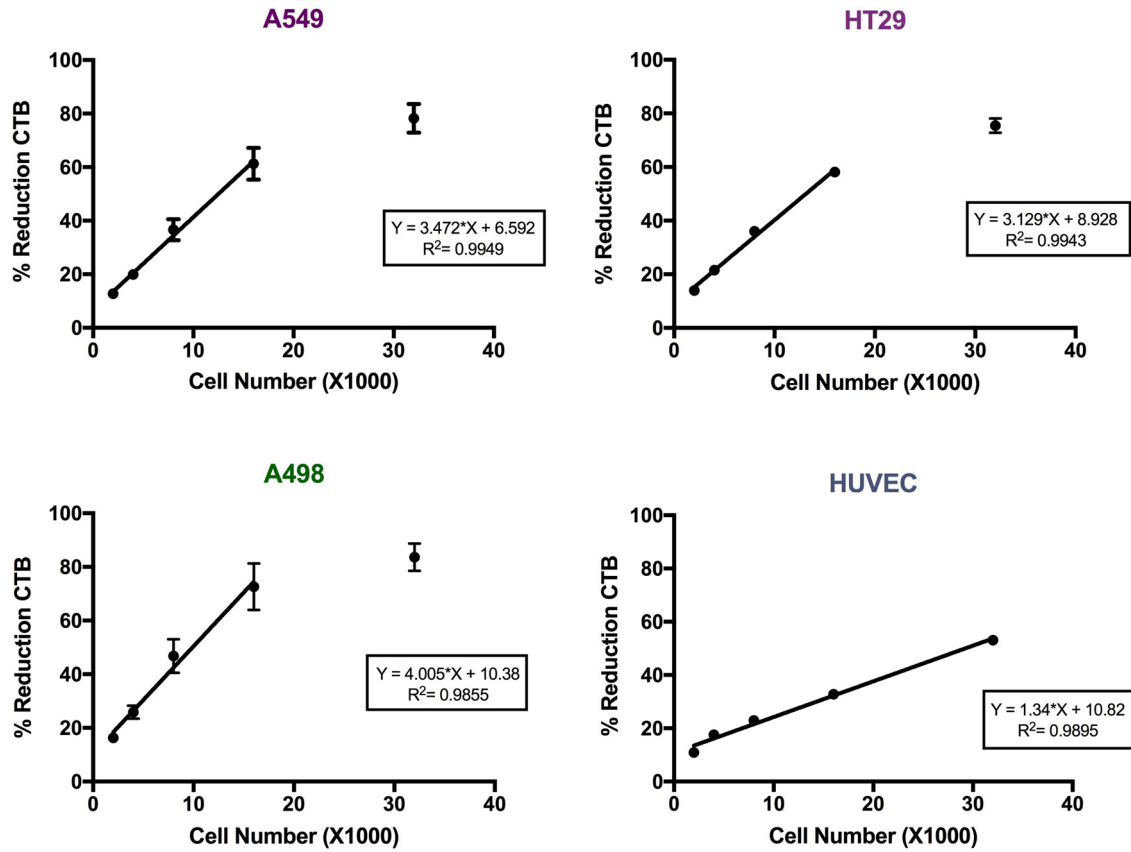 A549
% Reduction CTB
100
80
60
40
20
0
Y = 3.472*X + 6.592
R²= 0.9949
0 10 20 30 40
Cell Number (X1000)
HT29
% Reduction CTB
100
80
60
40
20
0
Y = 3.129*X + 8.928
R²= 0.9943
0 10 20 30 40
Cell Number (X1000)
A498
% Reduction CTB
100
80
60
40
20
0
Y = 4.005*X + 10.38
R²= 0.9855
0 10 20 30 40
Cell Number (X1000)
HUVEC
% Reduction CTB
100
80
60
40
20
0
Y = 1.34*X + 10.82
R²= 0.9895
0 10 20 30 40
Cell Number (X1000)